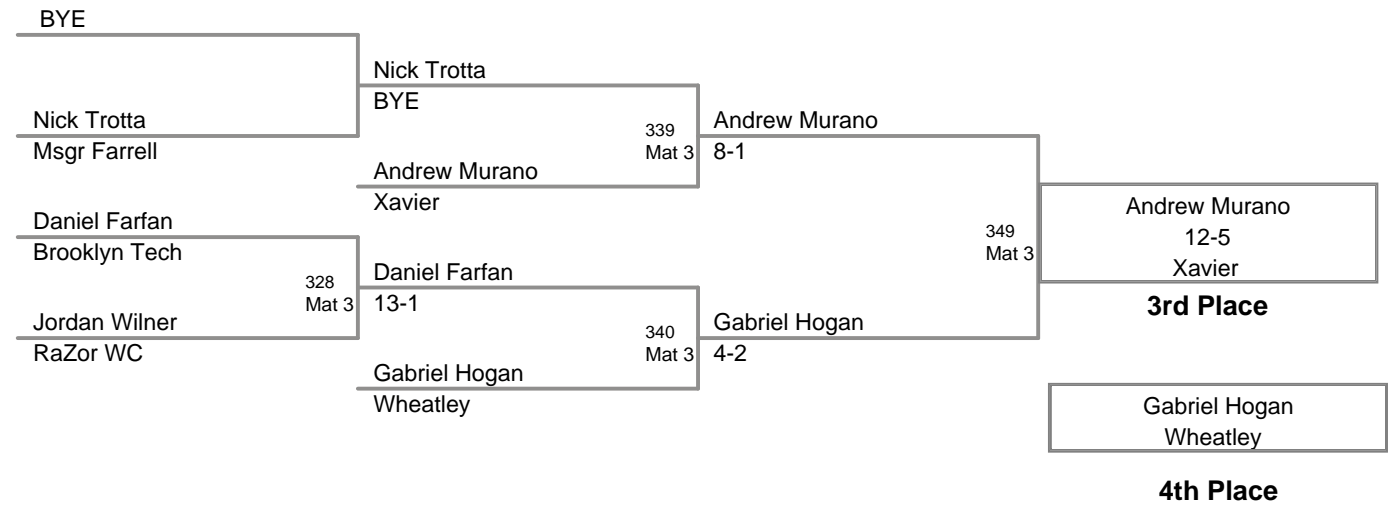 BYE
Nick Trotta
Msgr Farrell
Daniel Farfan
Brooklyn Tech
328
Mat 3
Jordan Wilner
RaZor WC
Nick Trotta
BYE
339
Mat 3
Andrew Murano
Xavier
Daniel Farfan
13-1
340
Mat 3
Gabriel Hogan
Wheatley
Andrew Murano
8-1
349
Mat 3
Gabriel Hogan
4-2
Andrew Murano
12-5
Xavier
3rd Place
Gabriel Hogan
Wheatley
4th Place